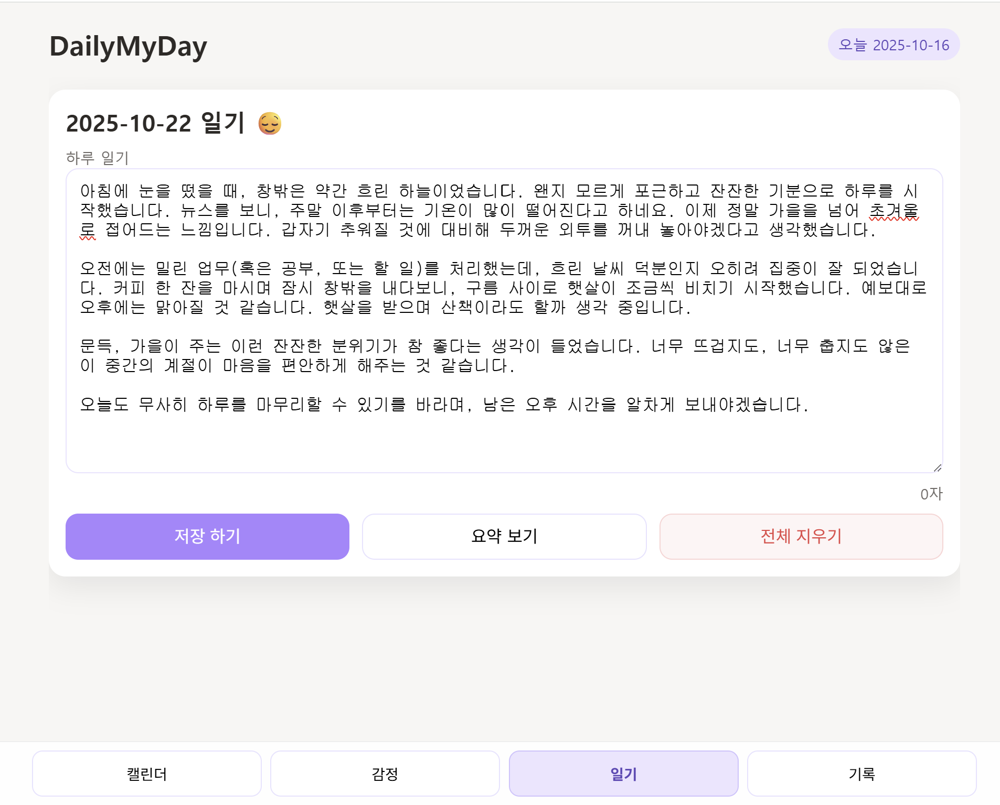 DailyMyDay
오늘 2025-10-16
2025-10-22 일기
하루 일기
아침에 눈을 떴을 때, 창밖은 약간 흐린 하늘이었습니다. 왠지 모르게 포근하고 잔잔한 기분으로 하루를 시
작했습니다. 뉴스를 보니, 주말 이후부터는 기온이 많이 떨어진다고 하네요. 이제 정말 가을을 넘어 초겨울
로 접어드는 느낌입니다. 갑자기 추워질 것에 대비해 두꺼운 외투를 꺼내 놓아야겠다고 생각했습니다.
오전에는 밀린 업무(혹은 공부, 또는 할 일)를 처리했는데, 흐린 날씨 덕분인지 오히려 집중이 잘 되었습니
다. 커피 한 잔을 마시며 잠시 창밖을 내다보니, 구름 사이로 햇살이 조금씩 비치기 시작했습니다. 예보대로
오후에는 맑아질 것 같습니다. 햇살을 받으며 산책이라도 할까 생각 중입니다.
문득, 가을이 주는 이런 잔잔한 분위기가 참 좋다는 생각이 들었습니다. 너무 뜨겁지도, 너무 춥지도 않은
이 중간의 계절이 마음을 편안하게 해주는 것 같습니다.
오늘도 무사히 하루를 마무리할 수 있기를 바라며, 남은 오후 시간을 알차게 보내야겠습니다.
0자
저장 하기
요약 보기
전체 지우기
캘린더
감정
일기
기록